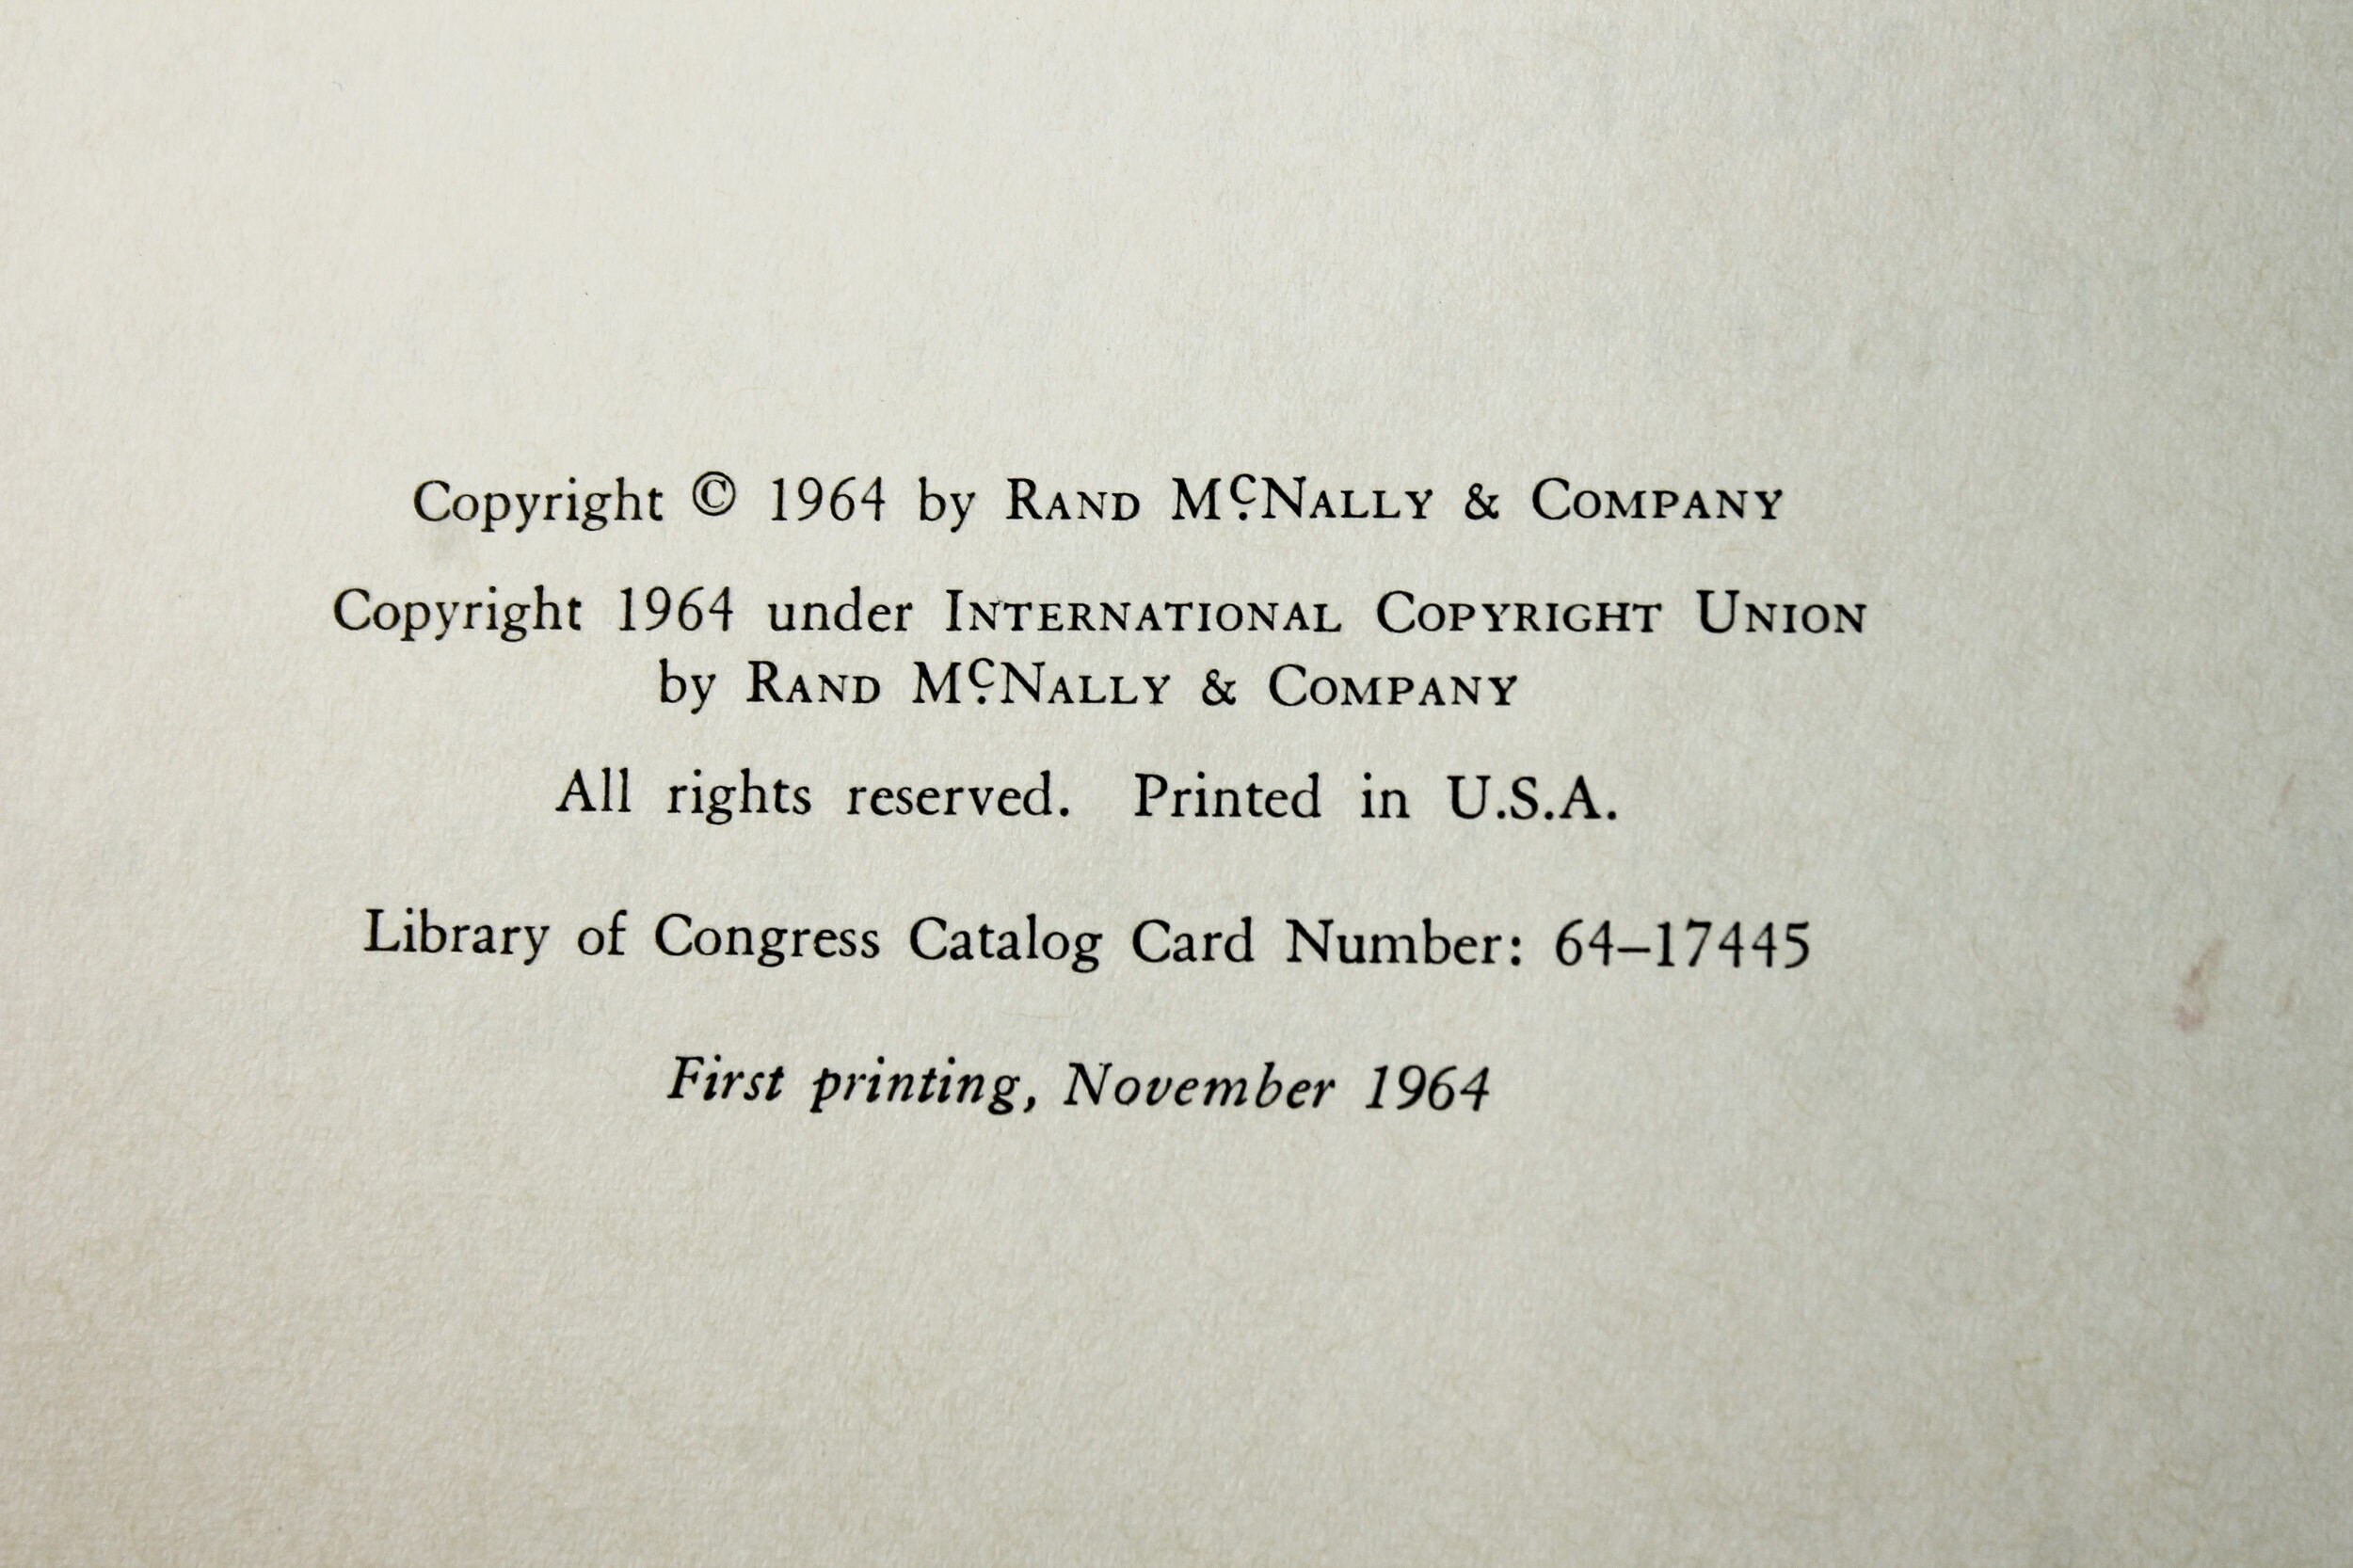 Copyright © 1964 by Rand McNally & Company
Copyright 1964 under International Copyright Union
by Rand McNally & Company
All rights reserved. Printed in U.S.A.
Library of Congress Catalog Card Number: 64–17445
First printing, November 1964